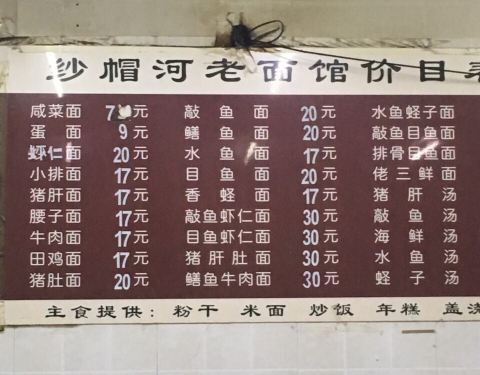 纱帽河老面馆价目表
咸菜面 7 元 敲鱼面 20元 水鱼蛏子面
蛋面 9元 鳝鱼面 20元 敲鱼目鱼面
虾仁面 20元 水鱼面 17元 排骨目鱼面
小排面 17元 目鱼面 20元 佬三鲜面
猪肝面 17元 香蛏面 17元 猪肝汤
腰子面 17元 敲鱼虾仁面 30元 敲鱼汤
牛肉面 17元 目鱼虾仁面 30元 海鲜汤
田鸡面 17元 猪肝肚面 30元 水鱼汤
猪肚面 20元 鳝鱼牛肉面 30元 蛏子汤
主食提供：粉干 米面 炒饭 年糕 盖浇